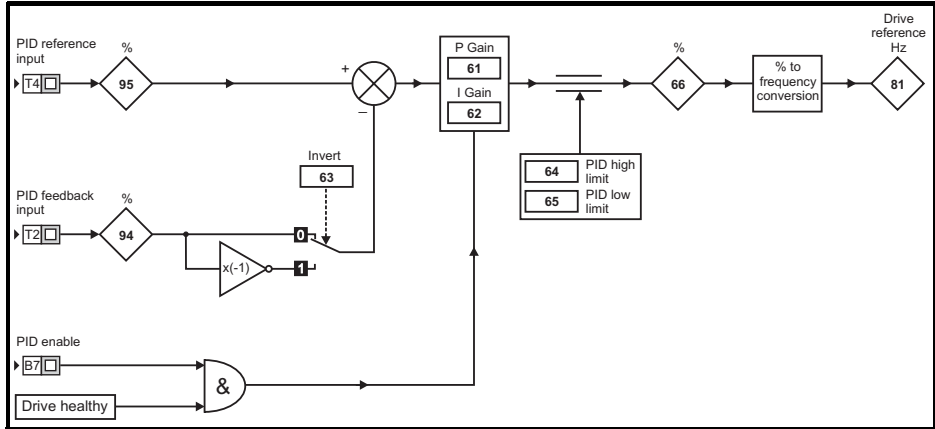 PID reference
input
T4
%
95
+
–
P Gain
61
I Gain
62
%
66
% to
frequency
conversion
Drive
reference
Hz
81
64
PID high
limit
65
PID low
limit
Invert
63
PID feedback
input
T2
%
94
0
x(-1)
1
PID enable
B7
Drive healthy
&